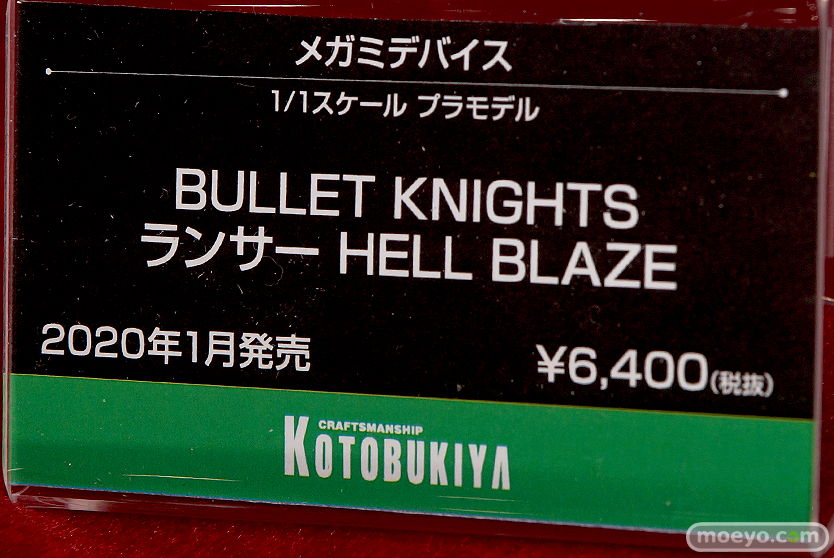 メガミデバイス
1/1スケール プラモデル
BULLET KNIGHTS
ランサー HELL BLAZE
2020年1月発売 ¥6,400(税抜)
CRAFTSMANSHIP
KOTOBUKIYA
moeyo.com